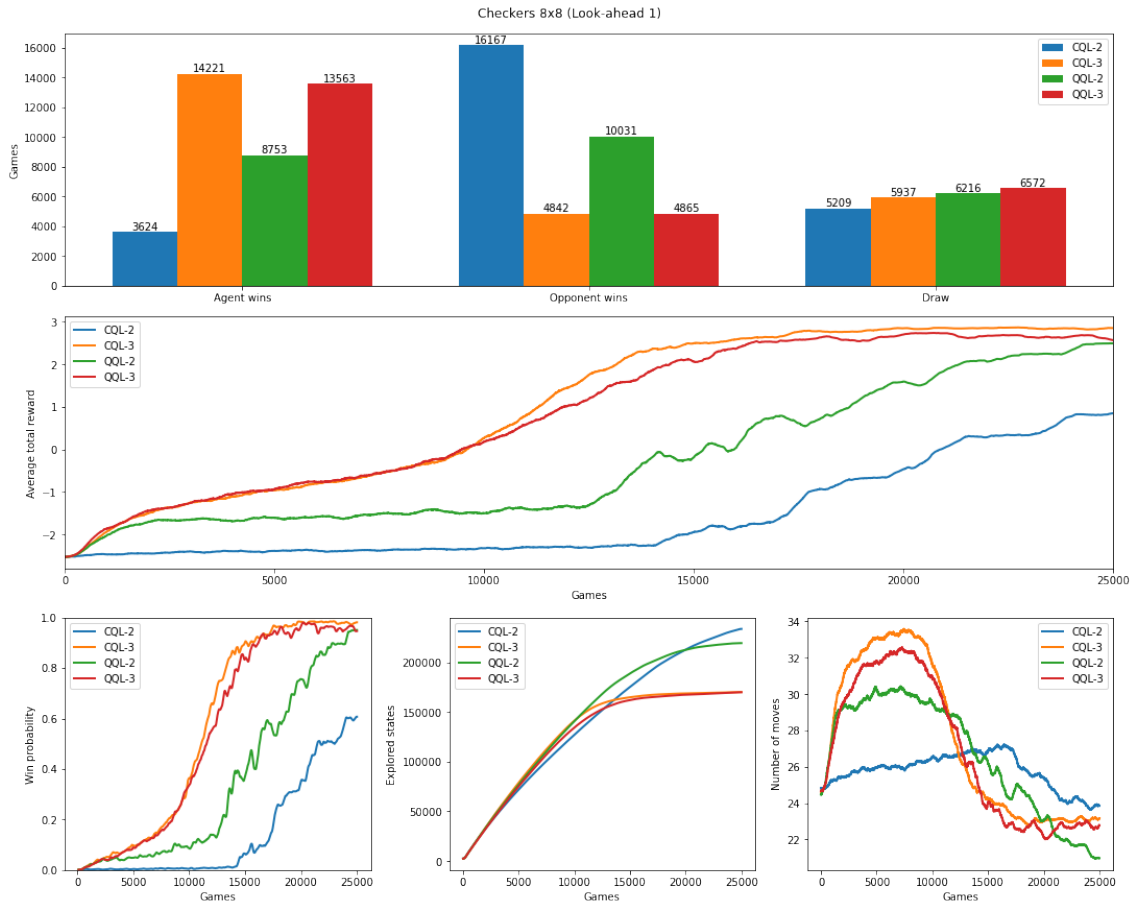 Checkers 8x8 (Look-ahead 1)
Games
16000
14000
12000
10000
8000
6000
4000
2000
0
3624
14221
8753
13563
16167
4842
10031
4865
5209
5937
6216
6572
CQL-2
CQL-3
QQL-2
QQL-3
Agent wins
Opponent wins
Draw
Average total reward
3
2
1
0
−1
−2
CQL-2
CQL-3
QQL-2
QQL-3
0
5000
10000
15000
20000
25000
Games
Win probability
1.0
0.8
0.6
0.4
0.2
0.0
CQL-2
CQL-3
QQL-2
QQL-3
0
5000
10000
15000
20000
25000
Games
Explored states
200000
150000
100000
50000
0
CQL-2
CQL-3
QQL-2
QQL-3
0
5000
10000
15000
20000
25000
Games
Number of moves
34
32
30
28
26
24
22
CQL-2
CQL-3
QQL-2
QQL-3
0
5000
10000
15000
20000
25000
Games